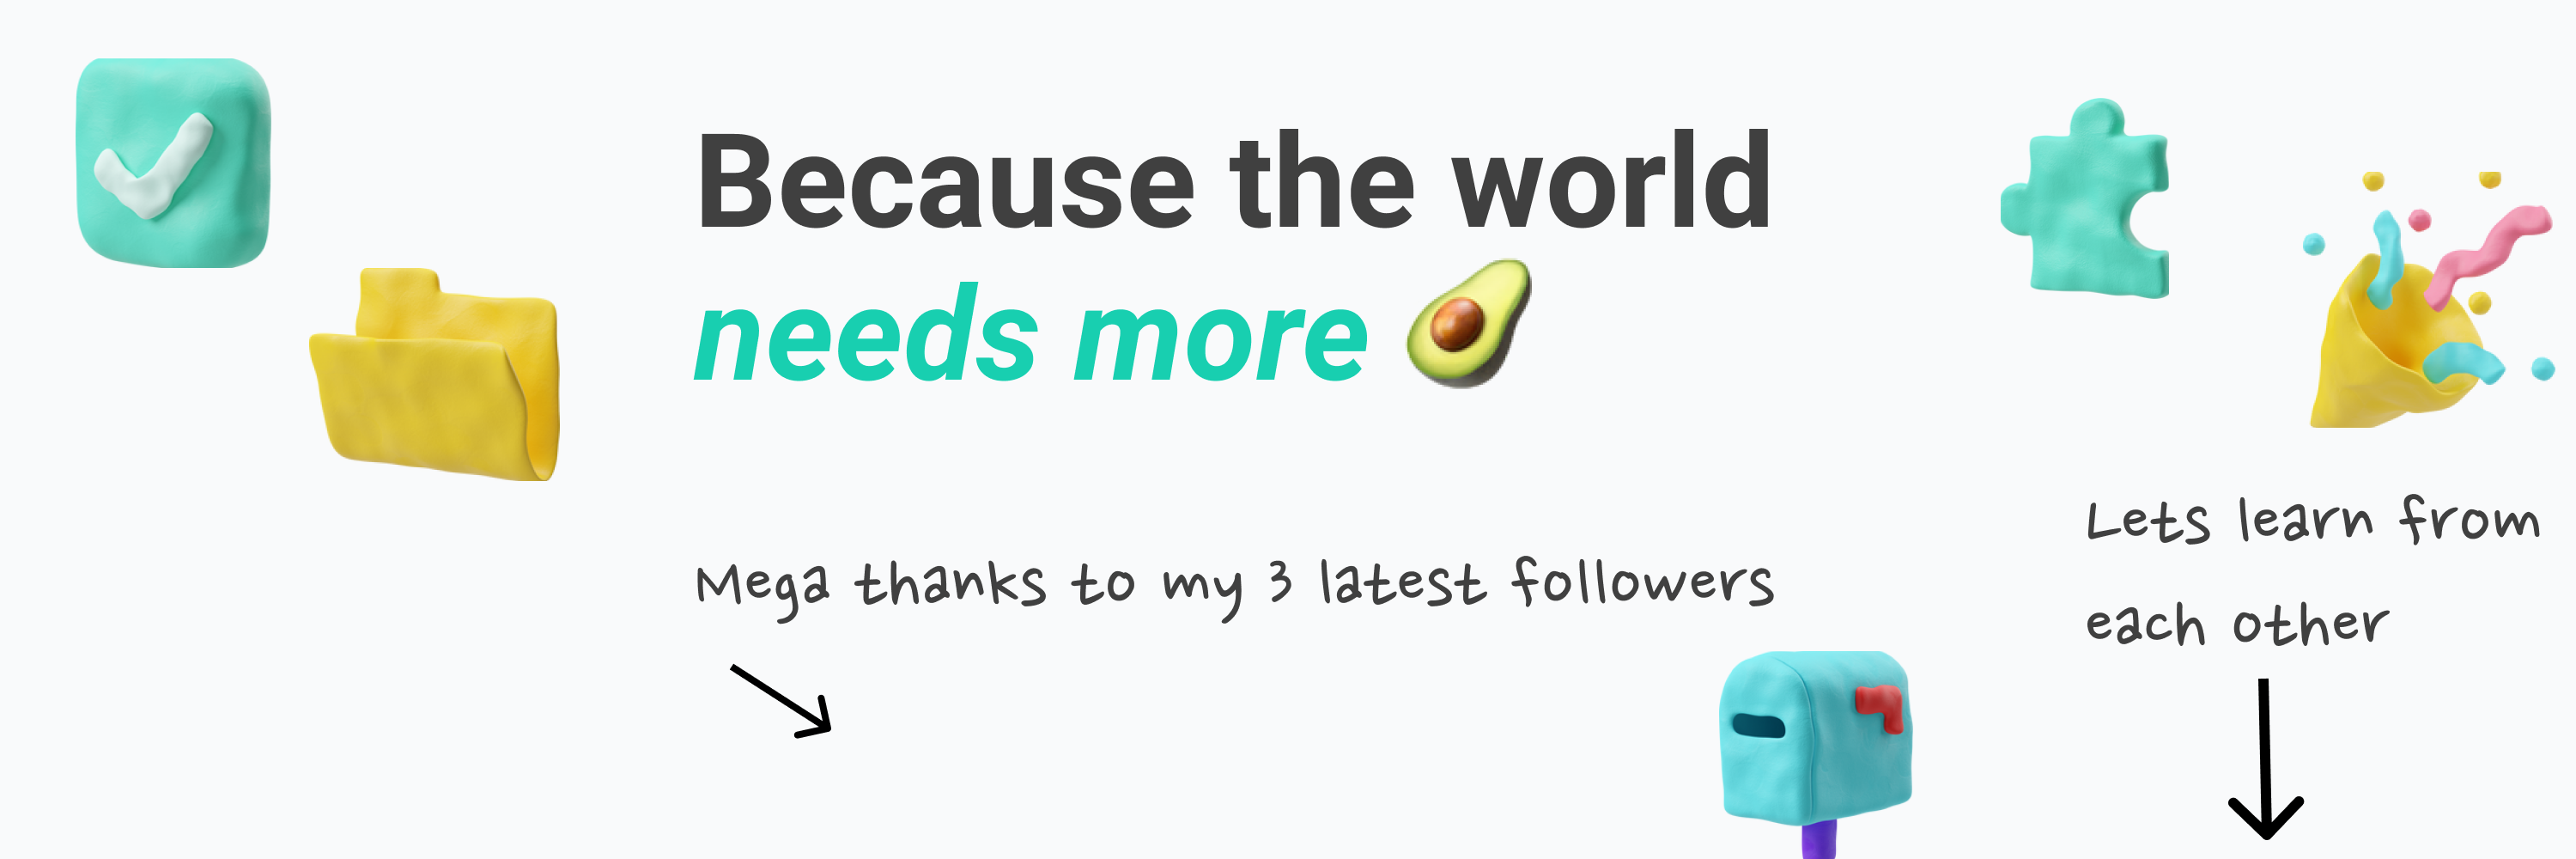 Because the world
needs more 🥑
Mega thanks to my 3 latest followers
Lets learn from
each other